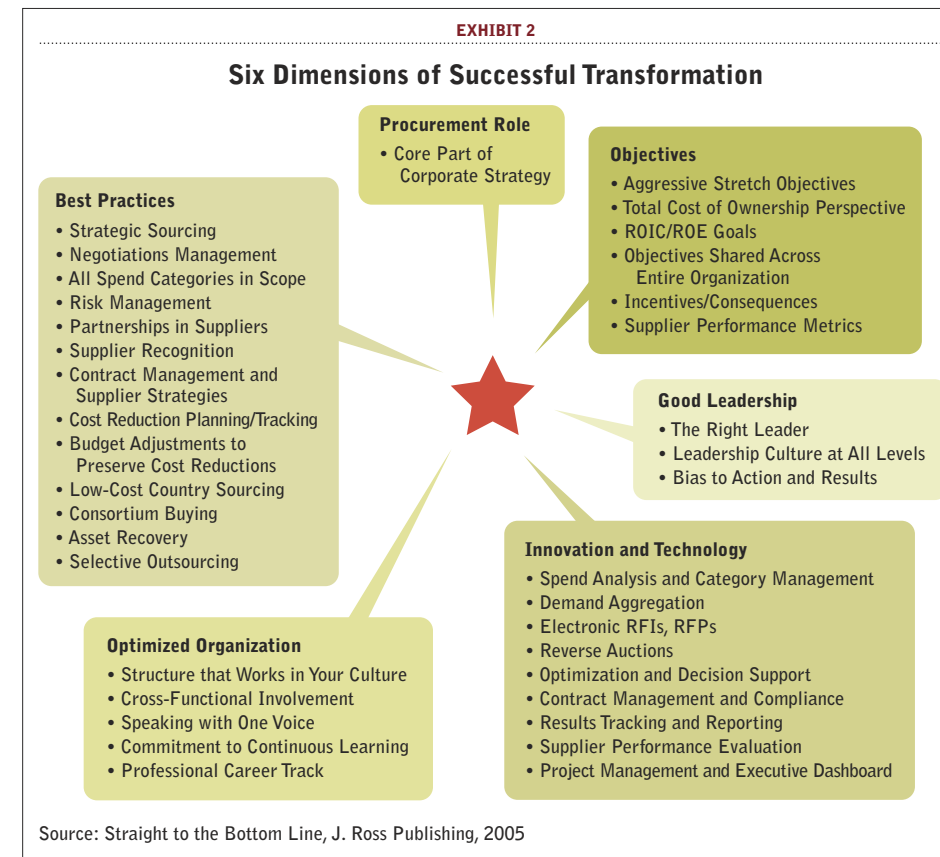 EXHIBIT 2
Six Dimensions of Successful Transformation
Procurement Role
• Core Part of
Corporate Strategy
Objectives
• Aggressive Stretch Objectives
• Total Cost of Ownership Perspective
• ROIC/ROE Goals
• Objectives Shared Across
Entire Organization
• Incentives/Consequences
• Supplier Performance Metrics
Best Practices
• Strategic Sourcing
• Negotiations Management
• All Spend Categories in Scope
• Risk Management
• Partnerships in Suppliers
• Supplier Recognition
• Contract Management and
Supplier Strategies
• Cost Reduction Planning/Tracking
• Budget Adjustments to
Preserve Cost Reductions
• Low-Cost Country Sourcing
• Consortium Buying
• Asset Recovery
• Selective Outsourcing
Good Leadership
• The Right Leader
• Leadership Culture at All Levels
• Bias to Action and Results
Innovation and Technology
• Spend Analysis and Category Management
• Demand Aggregation
• Electronic RFIs, RFPs
• Reverse Auctions
• Optimization and Decision Support
• Contract Management and Compliance
• Results Tracking and Reporting
• Supplier Performance Evaluation
• Project Management and Executive Dashboard
Optimized Organization
• Structure that Works in Your Culture
• Cross-Functional Involvement
• Speaking with One Voice
• Commitment to Continuous Learning
• Professional Career Track
Source: Straight to the Bottom Line, J. Ross Publishing, 2005